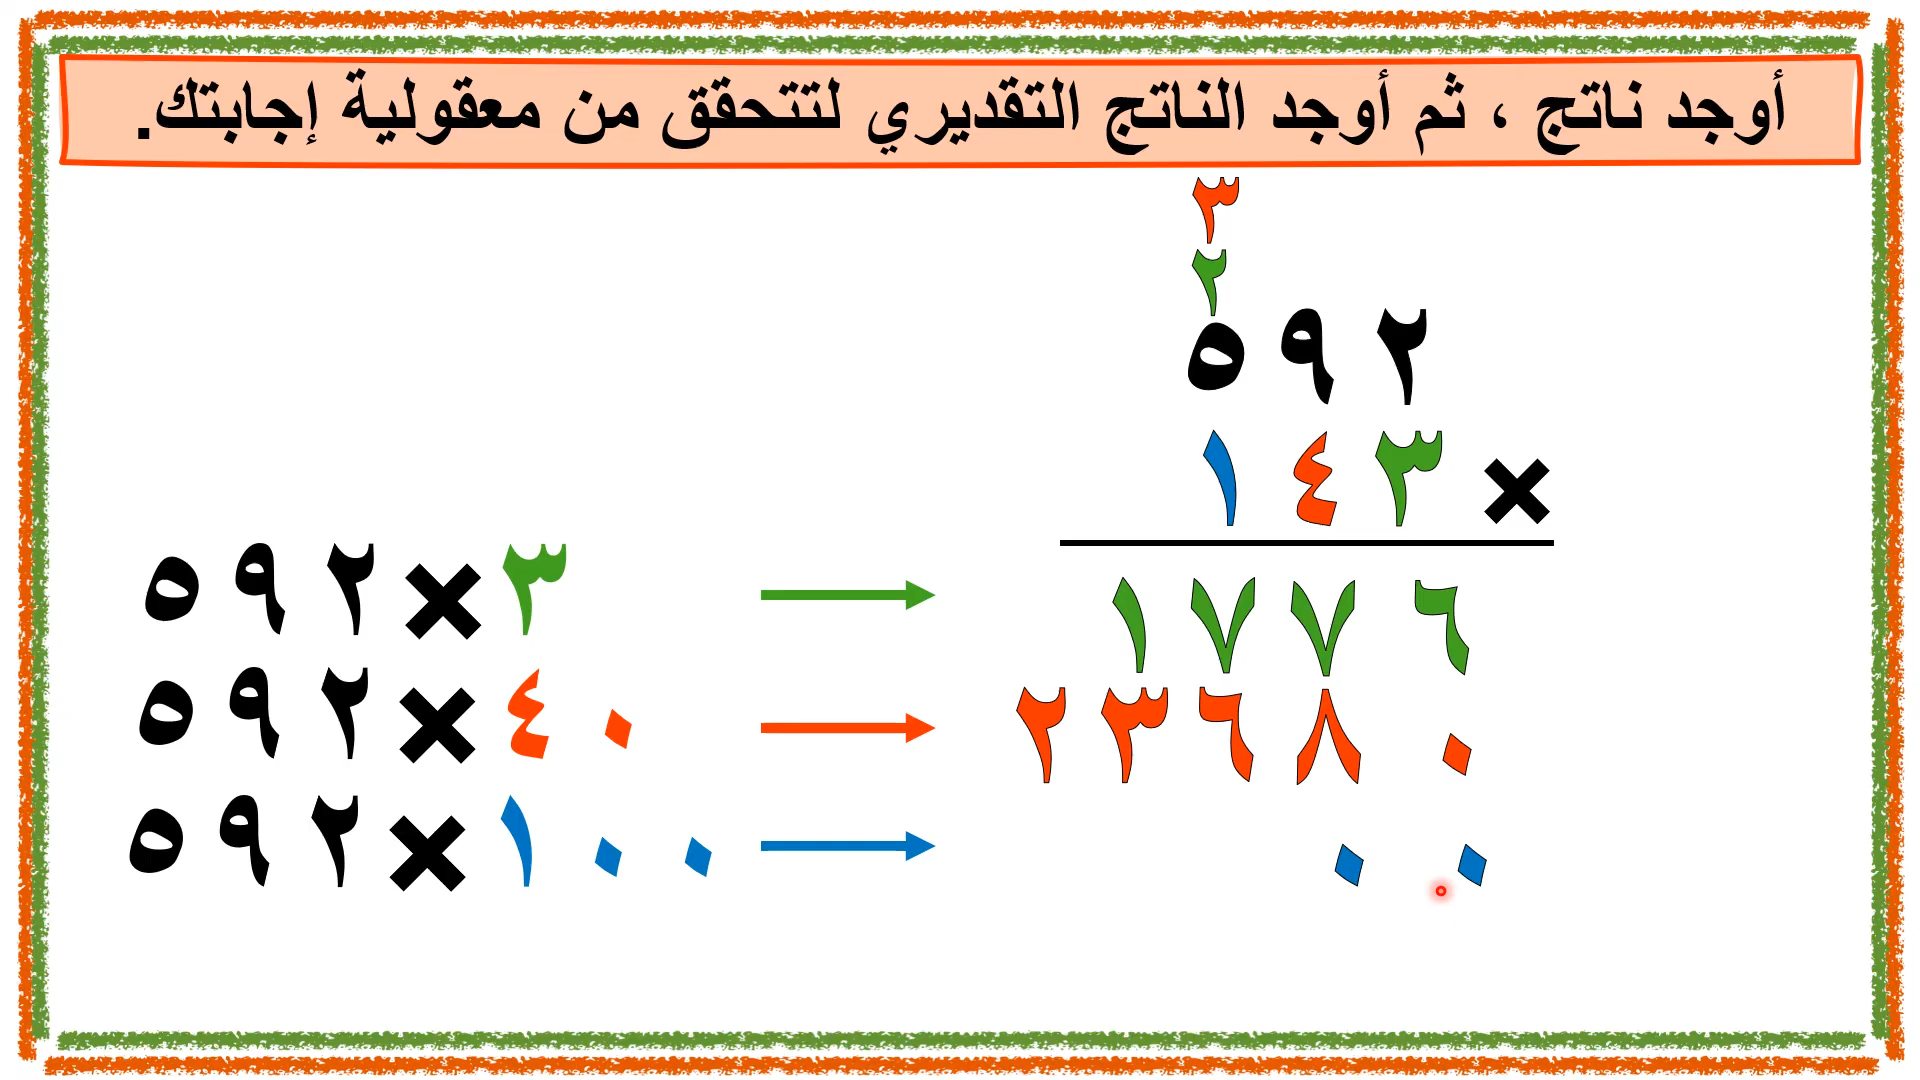 أوجد ناتج ، ثم أوجد الناتج التقديري لتتحقق من معقولية إجابتك.
٣
٢
٥٩٢
١٤٣ ×
٥٩٢×٣ → ١٧٧٦
٥٩٢×٤٠ → ٢٣٦٨٠
٥٩٢×١٠٠ → ٠٠